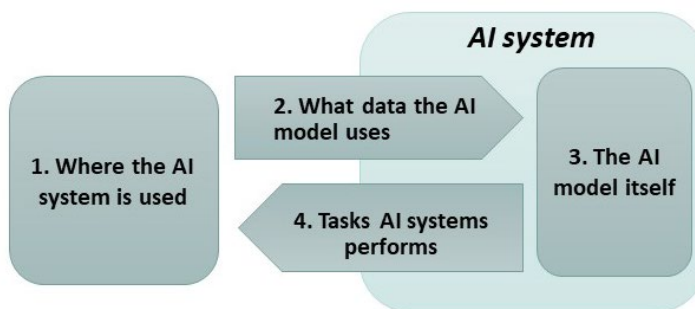 AI system
1. Where the AI
system is used
2. What data the AI
model uses
3. The AI
model itself
4. Tasks AI systems
performs